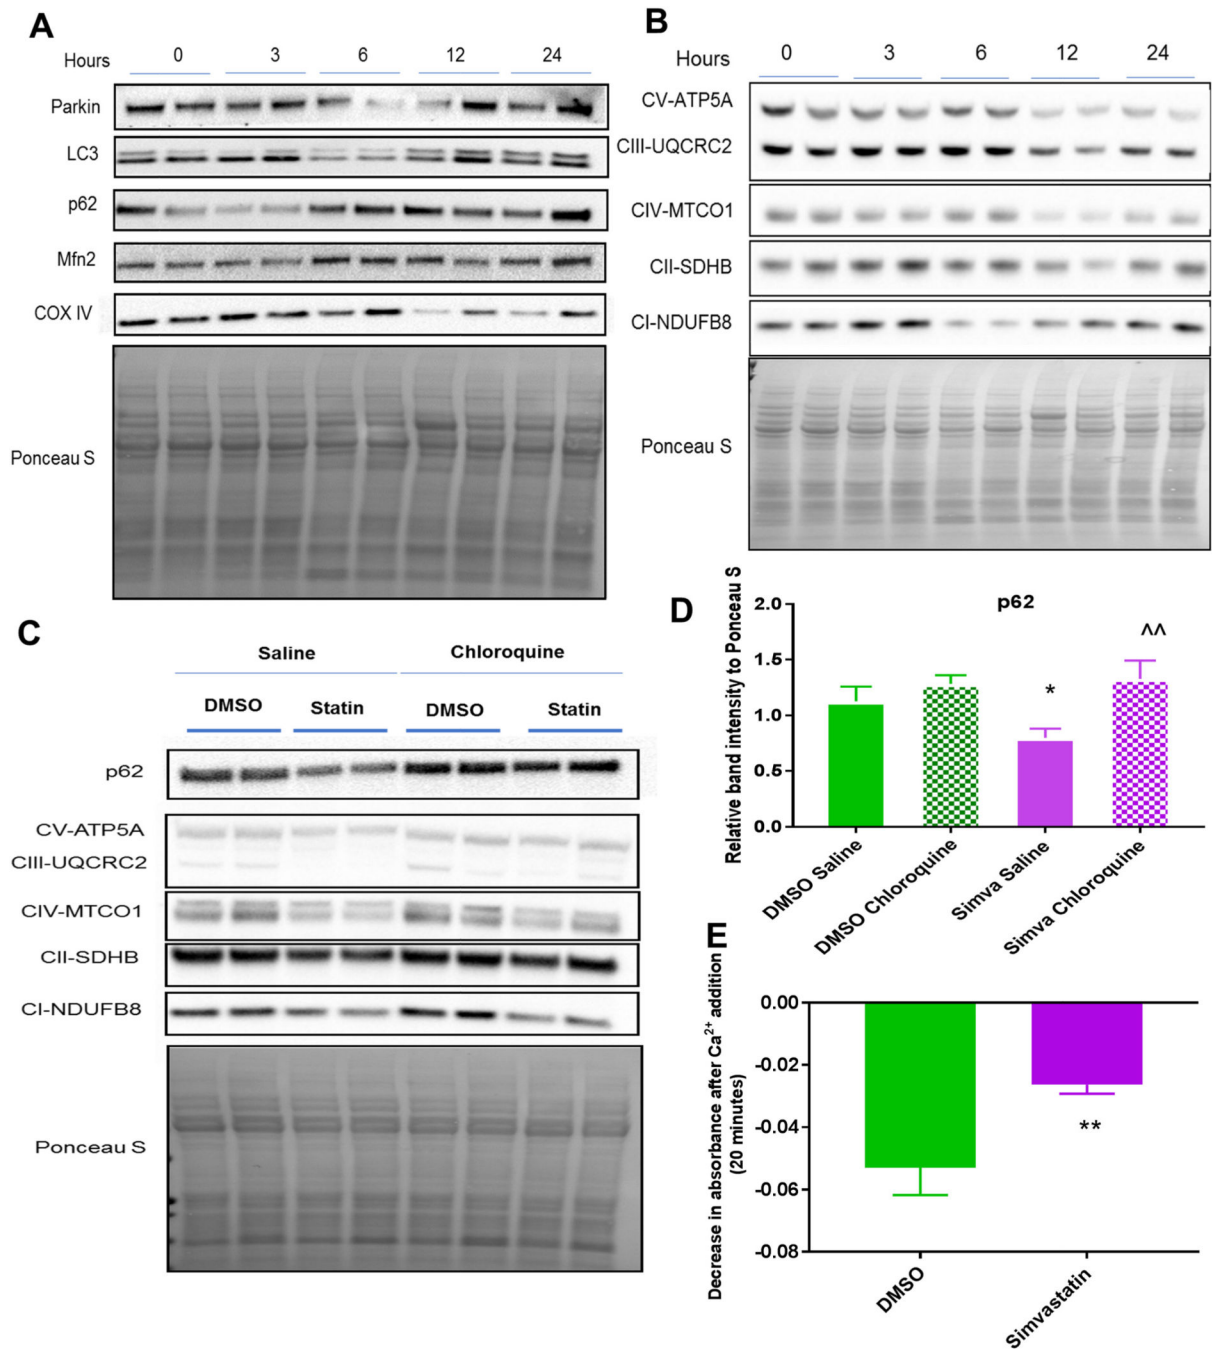 A
Hours 0 3 6 12 24
Parkin
LC3
p62
Mfn2
COX IV
Ponceau S
B
Hours 0 3 6 12 24
CV-ATP5A
CIII-UQCRC2
CIV-MTCO1
CII-SDHB
CI-NDUFB8
Ponceau S
C
Saline Chloroquine
DMSO Statin DMSO Statin
p62
CV-ATP5A
CIII-UQCRC2
CIV-MTCO1
CII-SDHB
CI-NDUFB8
Ponceau S
D
p62
Relative band intensity to Ponceau S
2.0
1.5
1.0
0.5
0.0
*
^^
DMSO Saline
DMSO Chloroquine
Simva Saline
Simva Chloroquine
E
Decrease in absorbance after Ca²⁺ addition
(20 minutes)
0.00
-0.02
-0.04
-0.06
-0.08
**
DMSO
Simvastatin